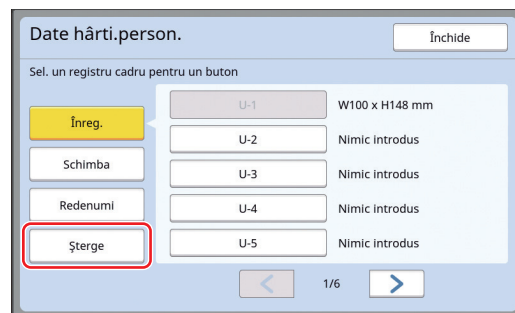 Date hârti.person.
Închide
Sel. un registru cadru pentru un buton
Înreg.
Schimba
Redenumi
Şterge
U-1 W100 x H148 mm
U-2 Nimic introdus
U-3 Nimic introdus
U-4 Nimic introdus
U-5 Nimic introdus
1/6